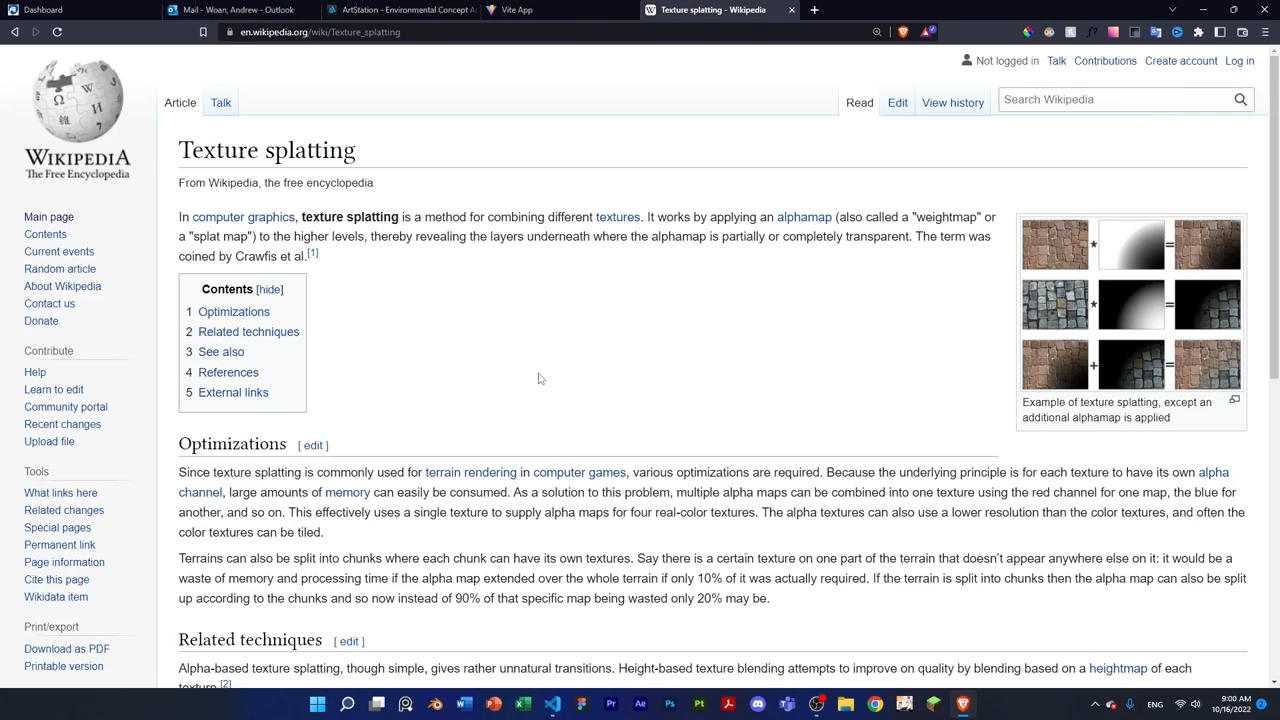 Dashboard
Mail - Woan, Andrew - Outlook
ArtStation - Environmental Concept A
Vite App
Texture splatting - Wikipedia
en.wikipedia.org/wiki/Texture_splatting
Not logged in Talk Contributions Create account Log in
Article Talk Read Edit View history Search Wikipedia
WIKIPEDIA
The Free Encyclopedia
Main page
Contents
Current events
Random article
About Wikipedia
Contact us
Donate
Contribute
Help
Learn to edit
Community portal
Recent changes
Upload file
Tools
What links here
Related changes
Special pages
Permanent link
Page information
Cite this page
Wikidata item
Print/export
Download as PDF
Printable version
Texture splatting
From Wikipedia, the free encyclopedia
In computer graphics, texture splatting is a method for combining different textures. It works by applying an alphamap (also called a "weightmap" or
a "splat map") to the higher levels, thereby revealing the layers underneath where the alphamap is partially or completely transparent. The term was
coined by Crawfis et al.[1]
Contents [hide]
1 Optimizations
2 Related techniques
3 See also
4 References
5 External links
* =
* =
+ =
Example of texture splatting, except an
additional alphamap is applied
Optimizations [ edit ]
Since texture splatting is commonly used for terrain rendering in computer games, various optimizations are required. Because the underlying principle is for each texture to have its own alpha
channel, large amounts of memory can easily be consumed. As a solution to this problem, multiple alpha maps can be combined into one texture using the red channel for one map, the blue for
another, and so on. This effectively uses a single texture to supply alpha maps for four real-color textures. The alpha textures can also use a lower resolution than the color textures, and often the
color textures can be tiled.
Terrains can also be split into chunks where each chunk can have its own textures. Say there is a certain texture on one part of the terrain that doesn't appear anywhere else on it: it would be a
waste of memory and processing time if the alpha map extended over the whole terrain if only 10% of it was actually required. If the terrain is split into chunks then the alpha map can also be split
up according to the chunks and so now instead of 90% of that specific map being wasted only 20% may be.
Related techniques [ edit ]
Alpha-based texture splatting, though simple, gives rather unnatural transitions. Height-based texture blending attempts to improve on quality by blending based on a heightmap of each
texture.[2]
ENG
9:00 AM
10/16/2022